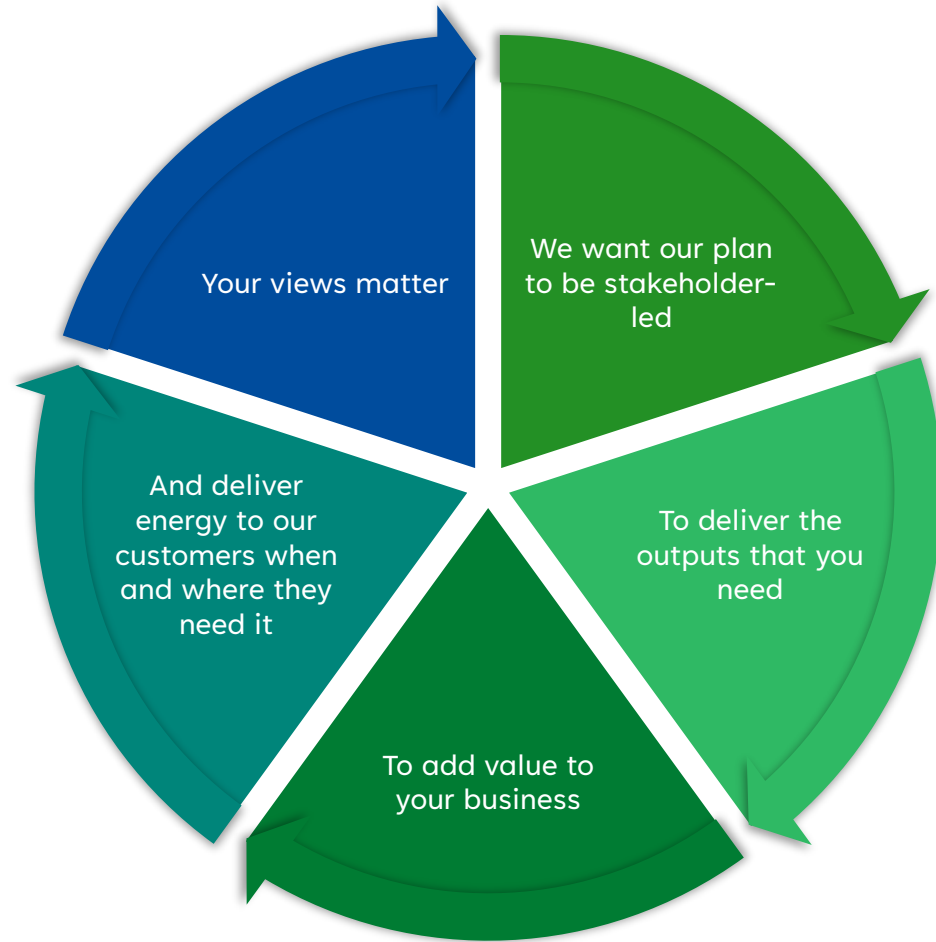 Your views matter
We want our plan
to be stakeholder-
led
To deliver the
outputs that you
need
To add value to
your business
And deliver
energy to our
customers when
and where they
need it